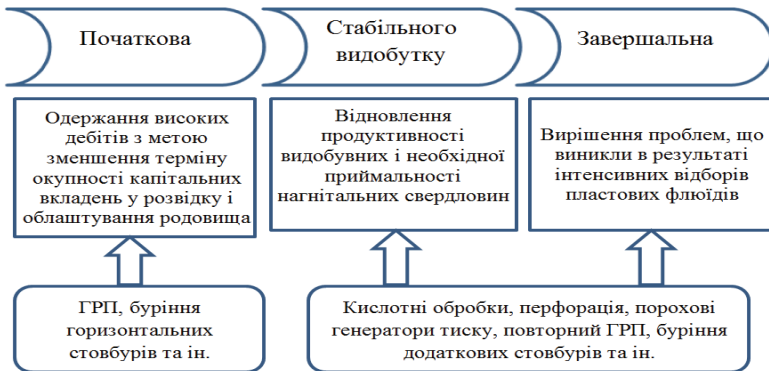 Початкова
Стабільного
видобутку
Завершальна
Одержання високих
дебітів з метою
зменшення терміну
окупності капітальних
вкладень у розвідку і
облаштування родовища
Відновлення
продуктивності
видобувних і необхідної
приймальності
нагнітальних свердловин
Вирішення проблем, що
виникли в результаті
інтенсивних відборів
пластових флюїдів
ГРП, буріння
горизонтальних
стовбурів та ін.
Кислотні обробки, перфорація, порохові
генератори тиску, повторний ГРП, буріння
додаткових стовбурів та ін.